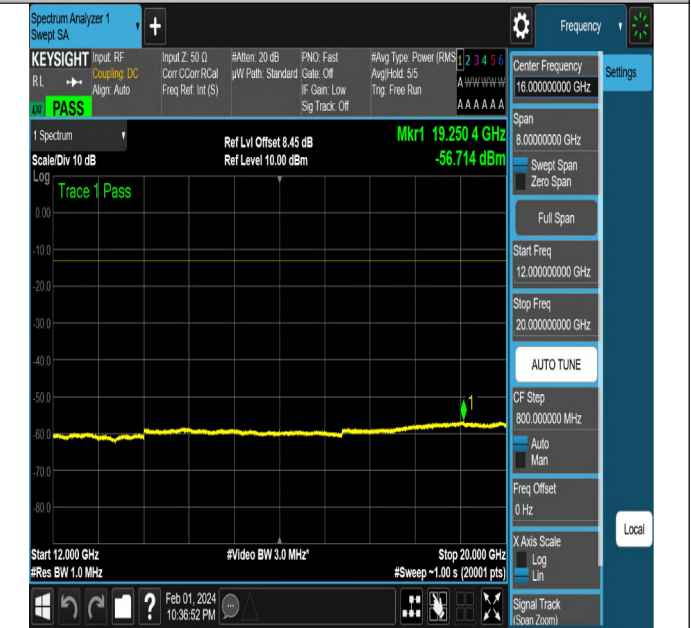 Spectrum Analyzer 1
Swept SA
Frequency
KEYSIGHT
RL
PASS
Input: RF
Coupling: DC
Align: Auto
Input Z: 50 Ω
Corr CCorr RCal
Freq Ref: Int (S)
#Atten: 20 dB
µW Path: Standard
PNO: Fast
Gate: Off
IF Gain: Low
Sig Track: Off
#Avg Type: Power (RMS
Avg|Hold: 5/5
Trig: Free Run
1 2 3 4 5 6
A W W W W W
A A A A A A
1 Spectrum
Scale/Div 10 dB
Log
Ref Lvl Offset 8.45 dB
Ref Level 10.00 dBm
Mkr1 19.250 4 GHz
-56.714 dBm
Trace 1 Pass
0.00
-10.0
-20.0
-30.0
-40.0
-50.0
-60.0
-70.0
-80.0
1
Start 12.000 GHz
#Res BW 1.0 MHz
#Video BW 3.0 MHz*
Stop 20.000 GHz
#Sweep ~1.00 s (20001 pts)
Feb 01, 2024
10:36:52 PM
Center Frequency
16.000000000 GHz
Settings
Span
8.00000000 GHz
Swept Span
Zero Span
Full Span
Start Freq
12.000000000 GHz
Stop Freq
20.000000000 GHz
AUTO TUNE
CF Step
800.000000 MHz
Auto
Man
Freq Offset
0 Hz
X Axis Scale
Log
Lin
Signal Track
(Span Zoom)
Local